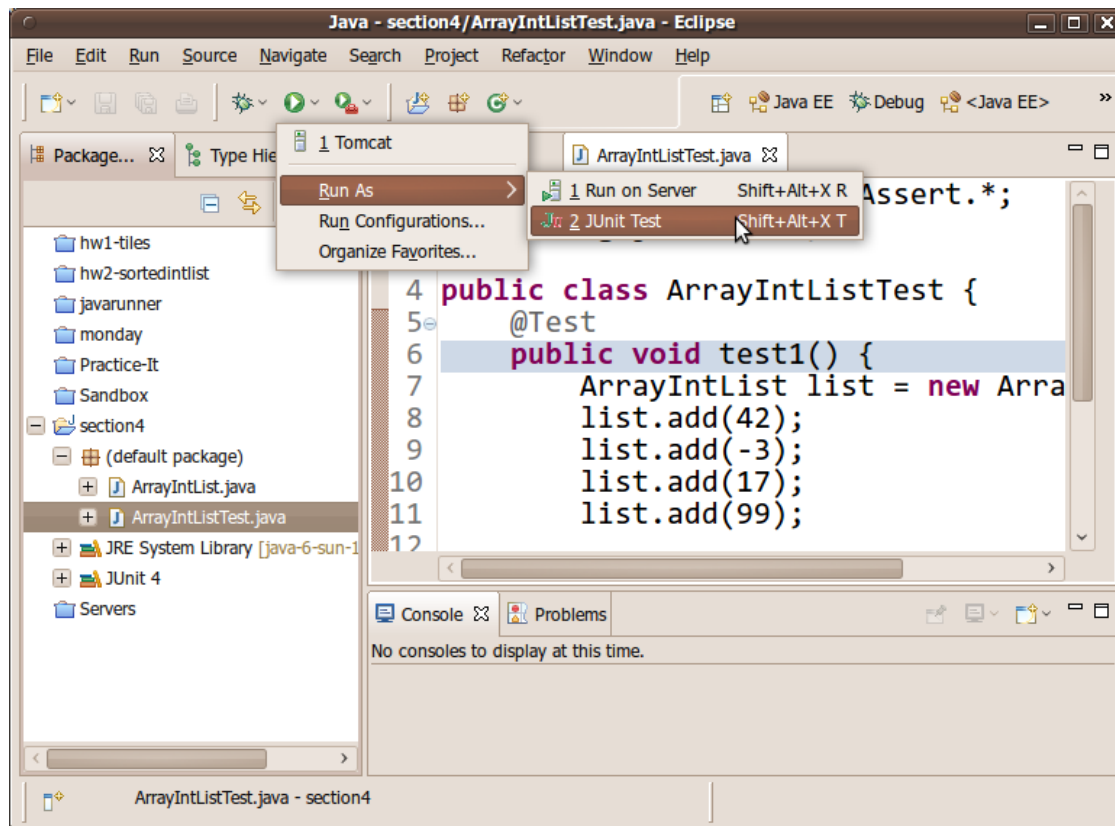 Java - section4/ArrayIntListTest.java - Eclipse
File Edit Run Source Navigate Search Project Refactor Window Help
Java EE Debug <Java EE> »
Package... Type Hie
ArrayIntListTest.java
1 Tomcat
Run As
Run Configurations...
Organize Favorites...
1 Run on Server Shift+Alt+X R
2 JUnit Test Shift+Alt+X T
hw1-tiles
hw2-sortedintlist
javarunner
monday
Practice-It
Sandbox
section4
(default package)
ArrayIntList.java
ArrayIntListTest.java
JRE System Library [java-6-sun-1
JUnit 4
Servers
Assert.*;
4 public class ArrayIntListTest {
5 @Test
6 public void test1() {
7 ArrayIntList list = new Arra
8 list.add(42);
9 list.add(-3);
10 list.add(17);
11 list.add(99);
12
Console Problems
No consoles to display at this time.
ArrayIntListTest.java - section4